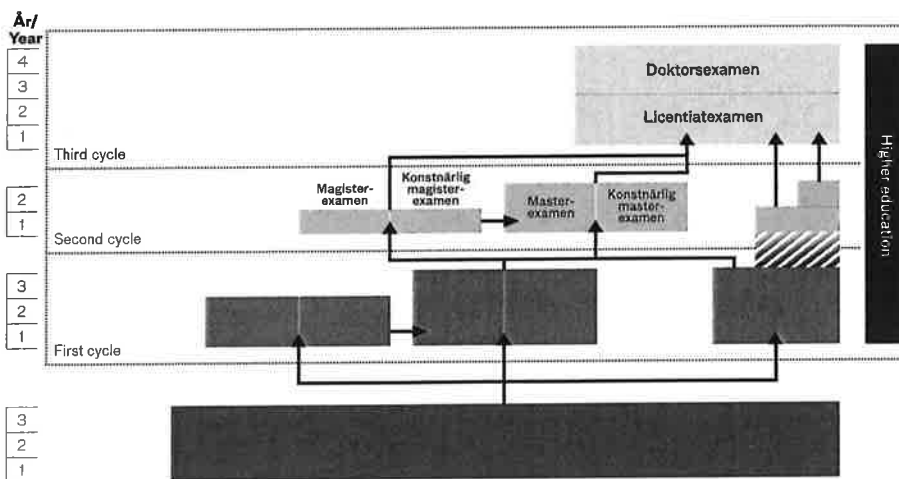 År/
Year
4
3
2
1
Doktorsexamen
Licentiatexamen
Third cycle
2
1
Magister-
examen
Konstnärlig
magister-
examen
Master-
examen
Konstnärlig
master-
examen
Second cycle
3
2
1
First cycle
3
2
1
Higher education